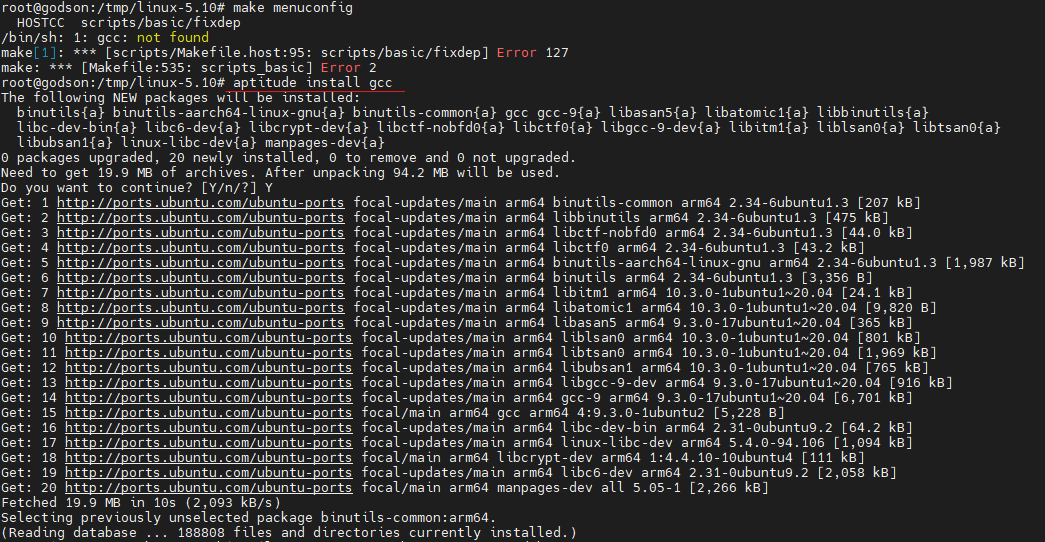 root@godson:/tmp/linux-5.10# make menuconfig
  HOSTCC  scripts/basic/fixdep
/bin/sh: 1: gcc: not found
make[1]: *** [scripts/Makefile.host:95: scripts/basic/fixdep] Error 127
make: *** [Makefile:535: scripts_basic] Error 2
root@godson:/tmp/linux-5.10# aptitude install gcc
The following NEW packages will be installed:
  binutils{a} binutils-aarch64-linux-gnu{a} binutils-common{a} gcc gcc-9{a} libasan5{a} libatomic1{a} libbinutils{a}
  libc-dev-bin{a} libc6-dev{a} libcrypt-dev{a} libctf-nobfd0{a} libctf0{a} libgcc-9-dev{a} libitm1{a} liblsan0{a} libtsan0{a}
  libubsan1{a} linux-libc-dev{a} manpages-dev{a}
0 packages upgraded, 20 newly installed, 0 to remove and 0 not upgraded.
Need to get 19.9 MB of archives. After unpacking 94.2 MB will be used.
Do you want to continue? [Y/n/?] Y
Get: 1 http://ports.ubuntu.com/ubuntu-ports focal-updates/main arm64 binutils-common arm64 2.34-6ubuntu1.3 [207 kB]
Get: 2 http://ports.ubuntu.com/ubuntu-ports focal-updates/main arm64 libbinutils arm64 2.34-6ubuntu1.3 [475 kB]
Get: 3 http://ports.ubuntu.com/ubuntu-ports focal-updates/main arm64 libctf-nobfd0 arm64 2.34-6ubuntu1.3 [44.0 kB]
Get: 4 http://ports.ubuntu.com/ubuntu-ports focal-updates/main arm64 libctf0 arm64 2.34-6ubuntu1.3 [43.2 kB]
Get: 5 http://ports.ubuntu.com/ubuntu-ports focal-updates/main arm64 binutils-aarch64-linux-gnu arm64 2.34-6ubuntu1.3 [1,987 kB]
Get: 6 http://ports.ubuntu.com/ubuntu-ports focal-updates/main arm64 binutils arm64 2.34-6ubuntu1.3 [3,356 B]
Get: 7 http://ports.ubuntu.com/ubuntu-ports focal-updates/main arm64 libitm1 arm64 10.3.0-1ubuntu1~20.04 [24.1 kB]
Get: 8 http://ports.ubuntu.com/ubuntu-ports focal-updates/main arm64 libatomic1 arm64 10.3.0-1ubuntu1~20.04 [9,820 B]
Get: 9 http://ports.ubuntu.com/ubuntu-ports focal-updates/main arm64 libasan5 arm64 9.3.0-17ubuntu1~20.04 [365 kB]
Get: 10 http://ports.ubuntu.com/ubuntu-ports focal-updates/main arm64 liblsan0 arm64 10.3.0-1ubuntu1~20.04 [801 kB]
Get: 11 http://ports.ubuntu.com/ubuntu-ports focal-updates/main arm64 libtsan0 arm64 10.3.0-1ubuntu1~20.04 [1,969 kB]
Get: 12 http://ports.ubuntu.com/ubuntu-ports focal-updates/main arm64 libubsan1 arm64 10.3.0-1ubuntu1~20.04 [765 kB]
Get: 13 http://ports.ubuntu.com/ubuntu-ports focal-updates/main arm64 libgcc-9-dev arm64 9.3.0-17ubuntu1~20.04 [916 kB]
Get: 14 http://ports.ubuntu.com/ubuntu-ports focal-updates/main arm64 gcc-9 arm64 9.3.0-17ubuntu1~20.04 [6,701 kB]
Get: 15 http://ports.ubuntu.com/ubuntu-ports focal/main arm64 gcc arm64 4:9.3.0-1ubuntu2 [5,228 B]
Get: 16 http://ports.ubuntu.com/ubuntu-ports focal-updates/main arm64 libc-dev-bin arm64 2.31-0ubuntu9.2 [64.2 kB]
Get: 17 http://ports.ubuntu.com/ubuntu-ports focal-updates/main arm64 linux-libc-dev arm64 5.4.0-94.106 [1,094 kB]
Get: 18 http://ports.ubuntu.com/ubuntu-ports focal/main arm64 libcrypt-dev arm64 1:4.4.10-10ubuntu4 [111 kB]
Get: 19 http://ports.ubuntu.com/ubuntu-ports focal-updates/main arm64 libc6-dev arm64 2.31-0ubuntu9.2 [2,058 kB]
Get: 20 http://ports.ubuntu.com/ubuntu-ports focal/main arm64 manpages-dev all 5.05-1 [2,266 kB]
Fetched 19.9 MB in 10s (2,093 kB/s)
Selecting previously unselected package binutils-common:arm64.
(Reading database ... 188808 files and directories currently installed.)